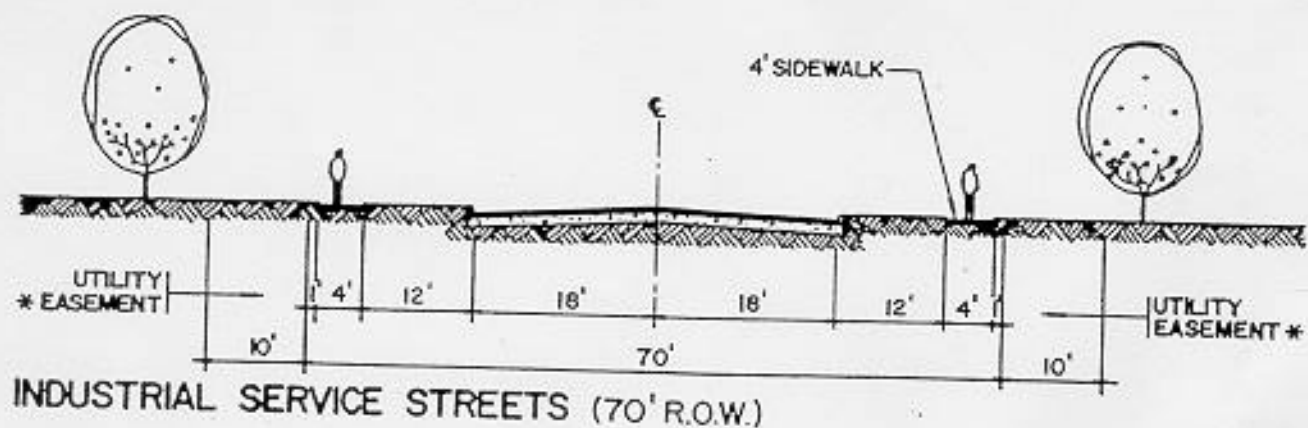 4' SIDEWALK
℄
UTILITY
* EASEMENT
1' 4' 12' 18' 18' 12' 4' 1'
UTILITY
EASEMENT *
10' 70' 10'
INDUSTRIAL SERVICE STREETS (70' R.O.W.)